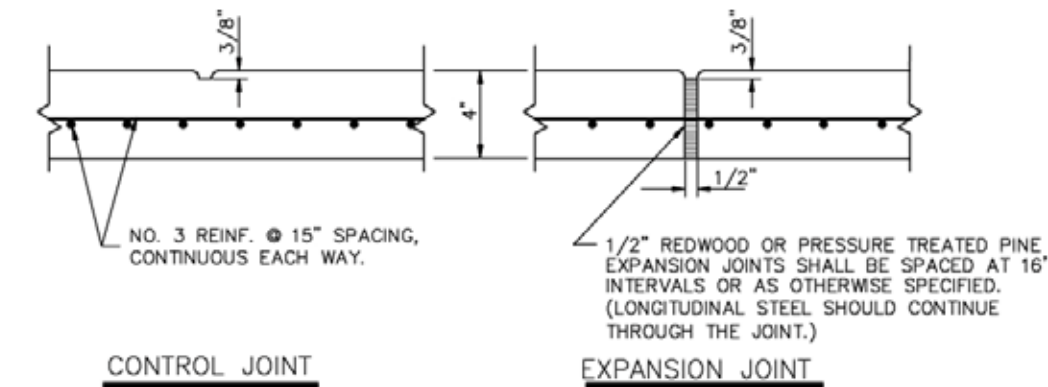 3/8"
3/8"
4"
1/2"
NO. 3 REINF. @ 15" SPACING,
CONTINUOUS EACH WAY.
1/2" REDWOOD OR PRESSURE TREATED PINE
EXPANSION JOINTS SHALL BE SPACED AT 16'
INTERVALS OR AS OTHERWISE SPECIFIED.
(LONGITUDINAL STEEL SHOULD CONTINUE
THROUGH THE JOINT.)
CONTROL JOINT
EXPANSION JOINT